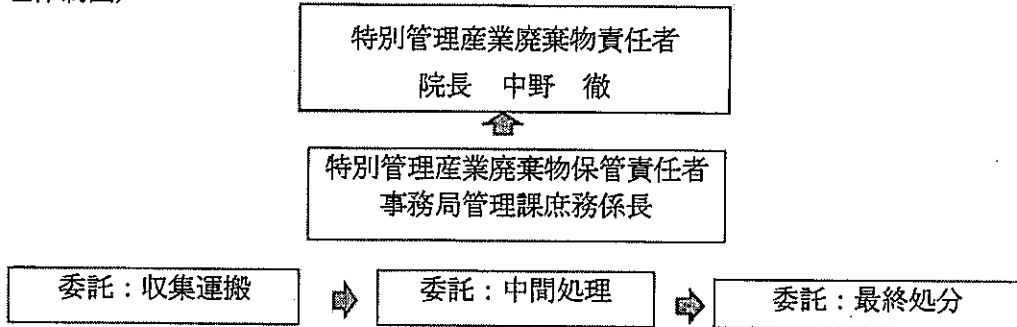 特別管理産業廃棄物責任者
院長　中野　徹
特別管理産業廃棄物保管責任者
事務局管理課庶務係長
委託：収集運搬
委託：中間処理
委託：最終処分